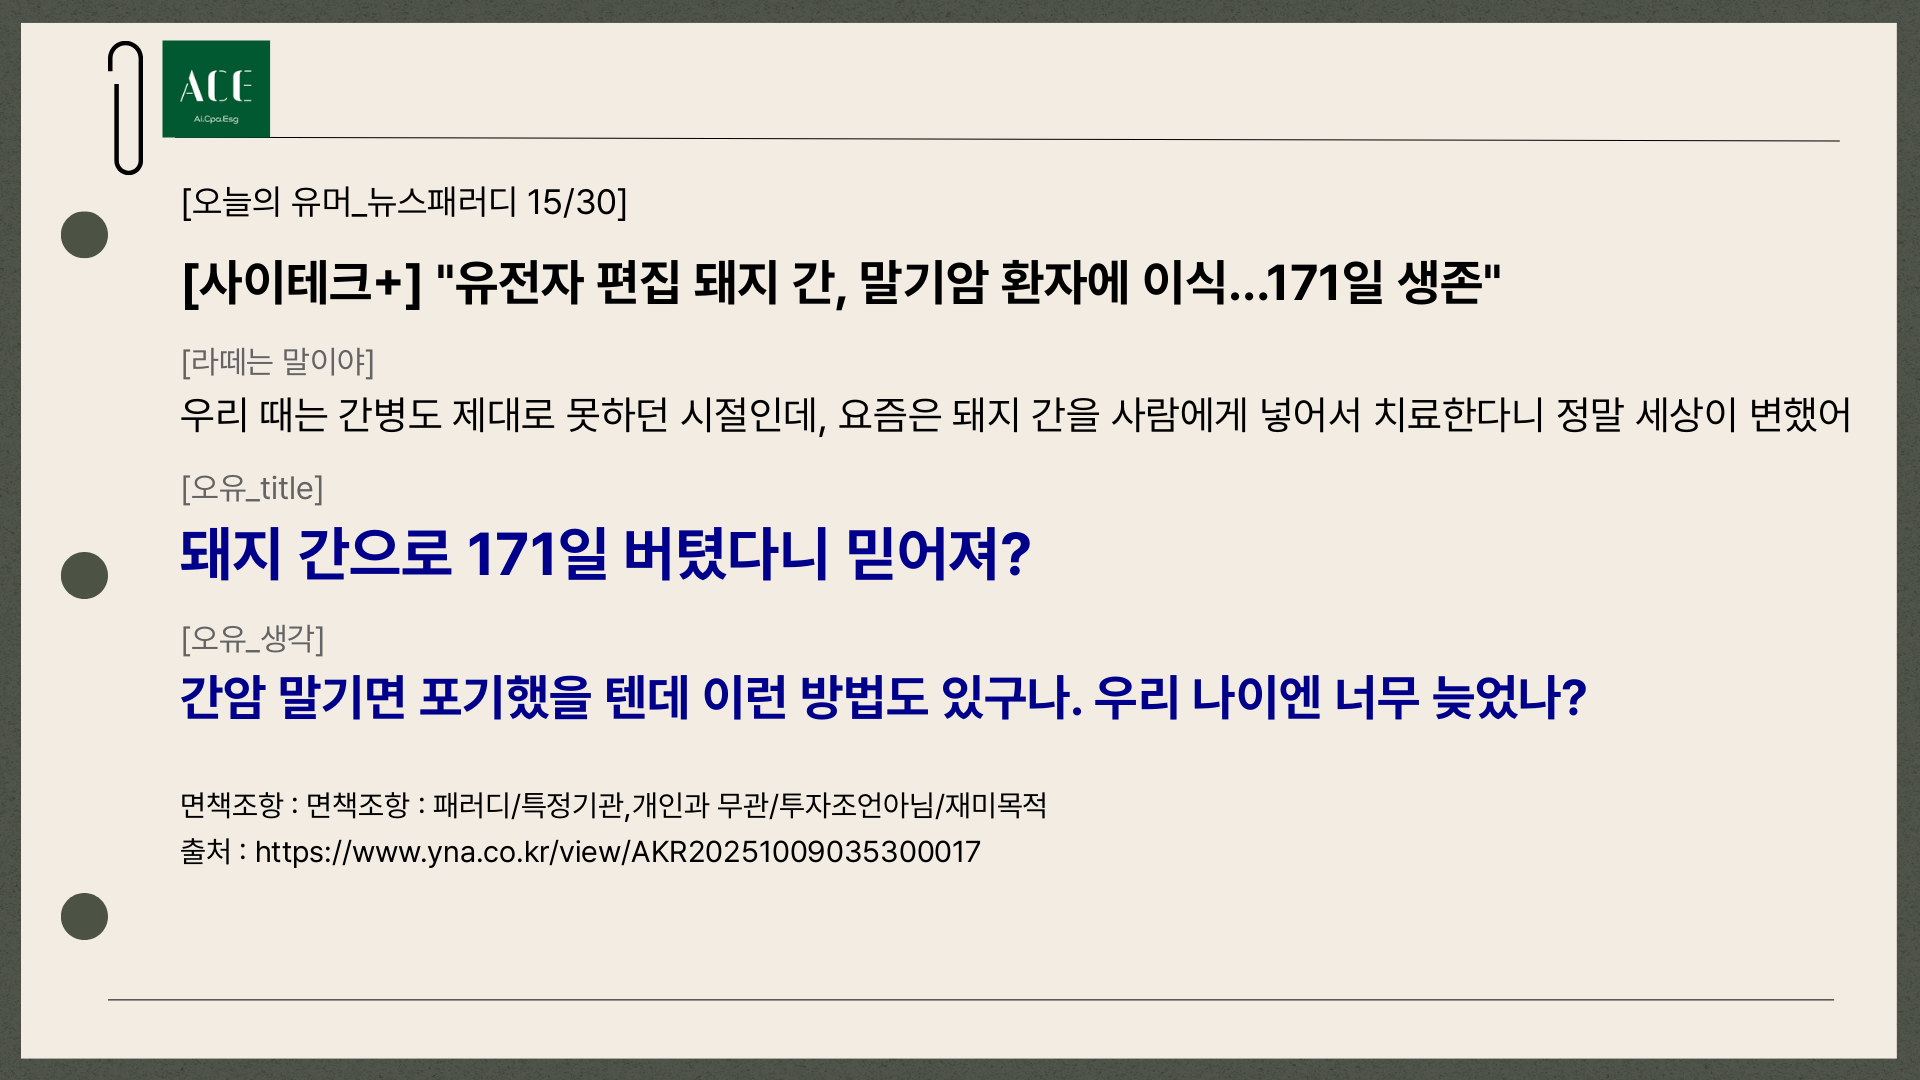 ACE
Ai.Cpa.Esg
[오늘의 유머_뉴스패러디 15/30]
[사이테크+] "유전자 편집 돼지 간, 말기암 환자에 이식...171일 생존"
[라떼는 말이야]
우리 때는 간병도 제대로 못하던 시절인데, 요즘은 돼지 간을 사람에게 넣어서 치료한다니 정말 세상이 변했어
[오유_title]
돼지 간으로 171일 버텼다니 믿어져?
[오유_생각]
간암 말기면 포기했을 텐데 이런 방법도 있구나. 우리 나이엔 너무 늦었나?
면책조항 : 면책조항 : 패러디/특정기관,개인과 무관/투자조언아님/재미목적
출처 : https://www.yna.co.kr/view/AKR20251009035300017